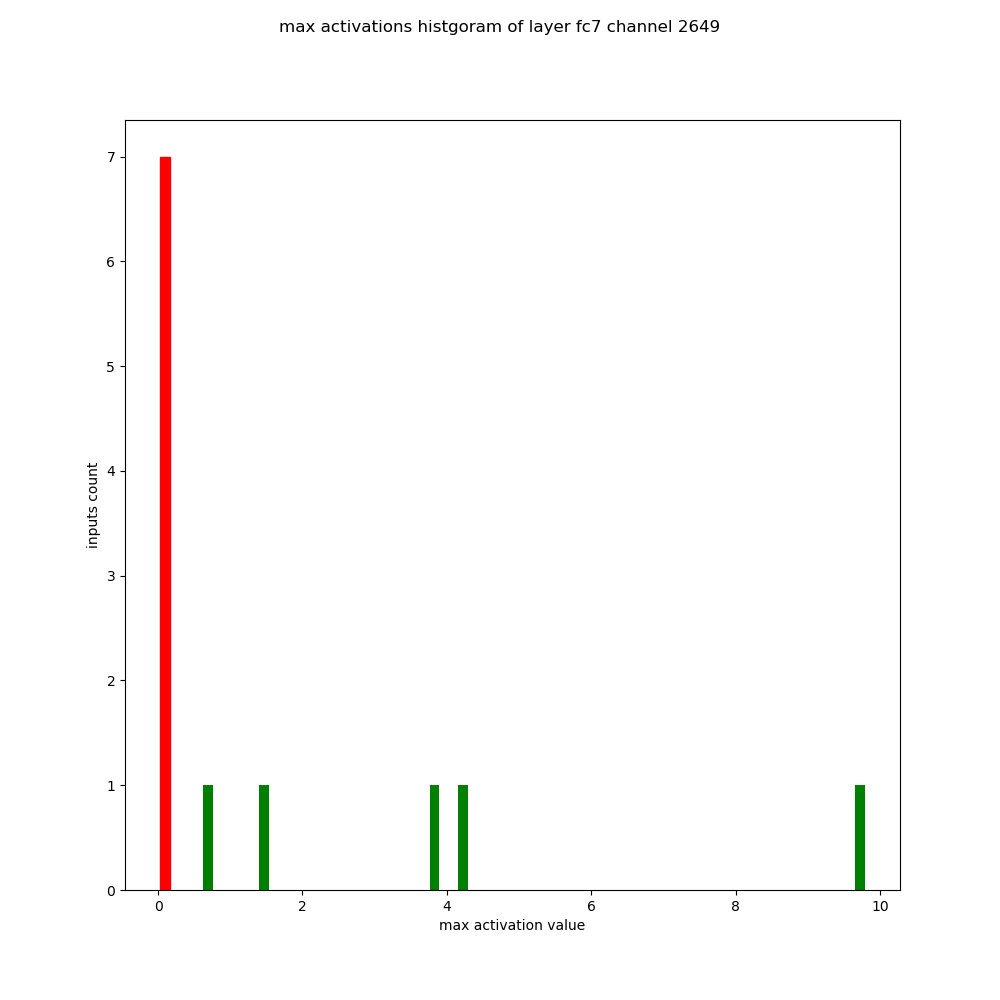 max activations histgoram of layer fc7 channel 2649
7
6
5
4
3
2
1
0
inputs count
0 2 4 6 8 10
max activation value